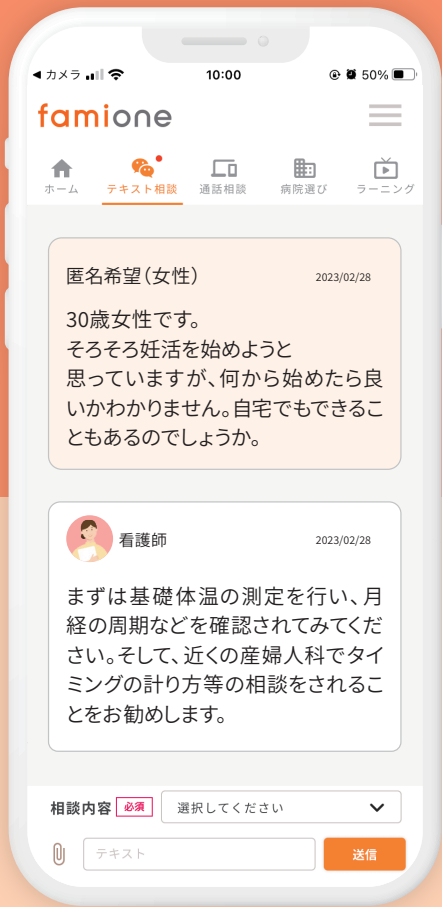 ◀カメラ
10:00
50%
famione
ホーム
テキスト相談
通話相談
病院選び
ラーニング
匿名希望（女性）
2023/02/28
30歳女性です。
そろそろ妊活を始めようと
思っていますが、何から始めたら良
いかわかりません。自宅でもできるこ
ともあるのでしょうか。
看護師
2023/02/28
まずは基礎体温の測定を行い、月
経の周期などを確認されてみてくだ
さい。そして、近くの産婦人科でタイ
ミングの計り方等の相談をされるこ
とをお勧めします。
相談内容 必須 選択してください
テキスト
送信